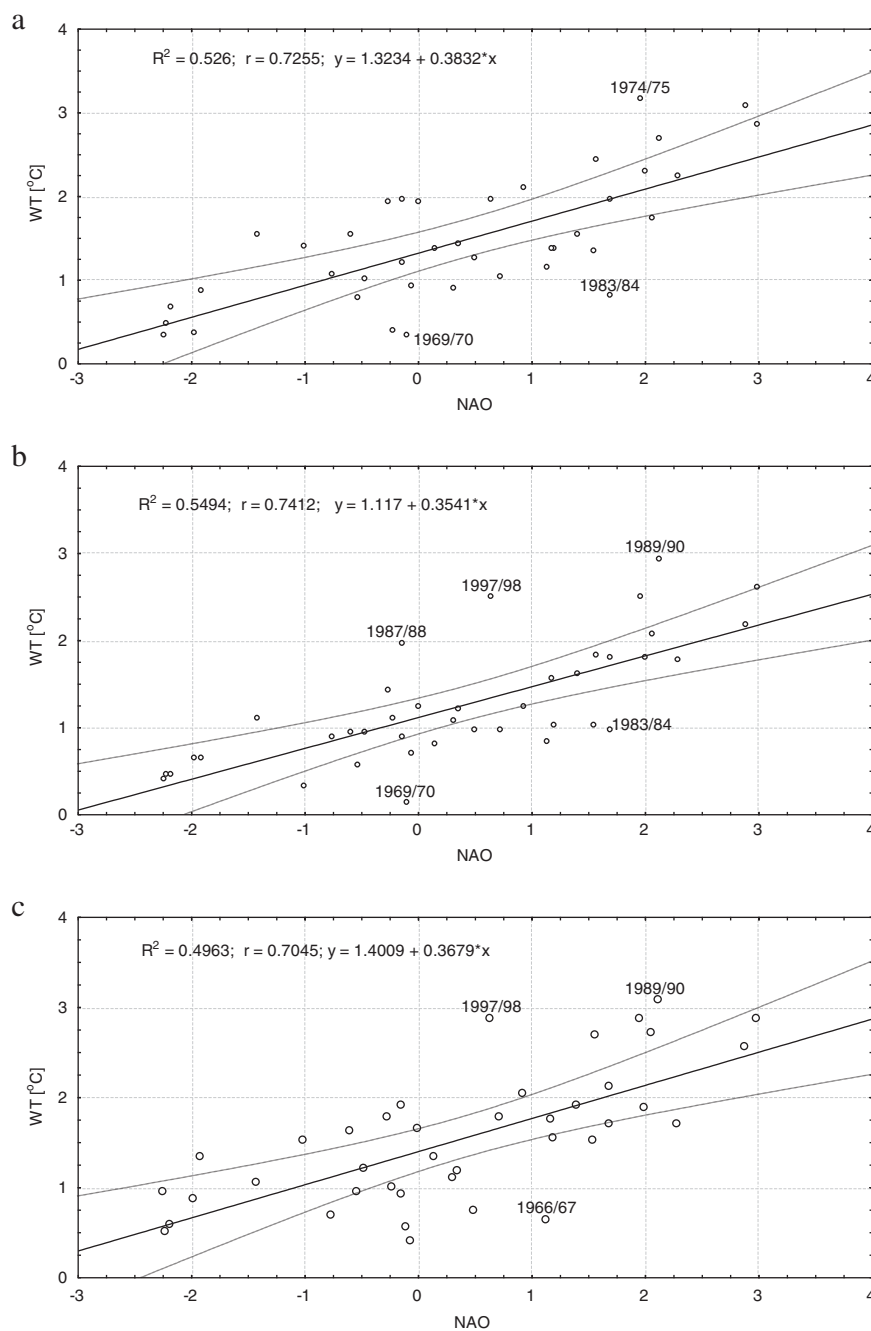 a
4
R² = 0.526; r = 0.7255; y = 1.3234 + 0.3832*x
1974/75
3
WT [°C]
2
1
1983/84
1969/70
0
-3 -2 -1 0 1 2 3 4
NAO
b
4
R² = 0.5494; r = 0.7412; y = 1.117 + 0.3541*x
1989/90
3
1997/98
WT [°C]
1987/88
2
1
1983/84
1969/70
0
-3 -2 -1 0 1 2 3 4
NAO
c
4
R² = 0.4963; r = 0.7045; y = 1.4009 + 0.3679*x
1989/90
1997/98
3
WT [°C]
2
1
1966/67
0
-3 -2 -1 0 1 2 3 4
NAO